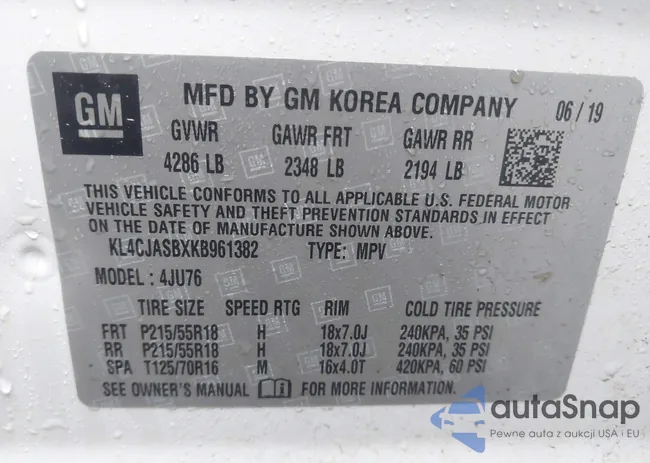 GM
MFD BY GM KOREA COMPANY 06 / 19
GVWR GAWR FRT GAWR RR
4286 LB 2348 LB 2194 LB
THIS VEHICLE CONFORMS TO ALL APPLICABLE U.S. FEDERAL MOTOR
VEHICLE SAFETY AND THEFT PREVENTION STANDARDS IN EFFECT
ON THE DATE OF MANUFACTURE SHOWN ABOVE.
KL4CJASBXKB961382 TYPE: MPV
MODEL : 4JU76
TIRE SIZE SPEED RTG RIM COLD TIRE PRESSURE
FRT P215/55R18 H 18x7.0J 240KPA, 35 PSI
RR P215/55R18 H 18x7.0J 240KPA, 35 PSI
SPA T125/70R16 M 16x4.0T 420KPA, 60 PSI
SEE OWNER'S MANUAL FOR MORE INFORMATION.
autaSnap
Pewne auta z aukcji USA i EU